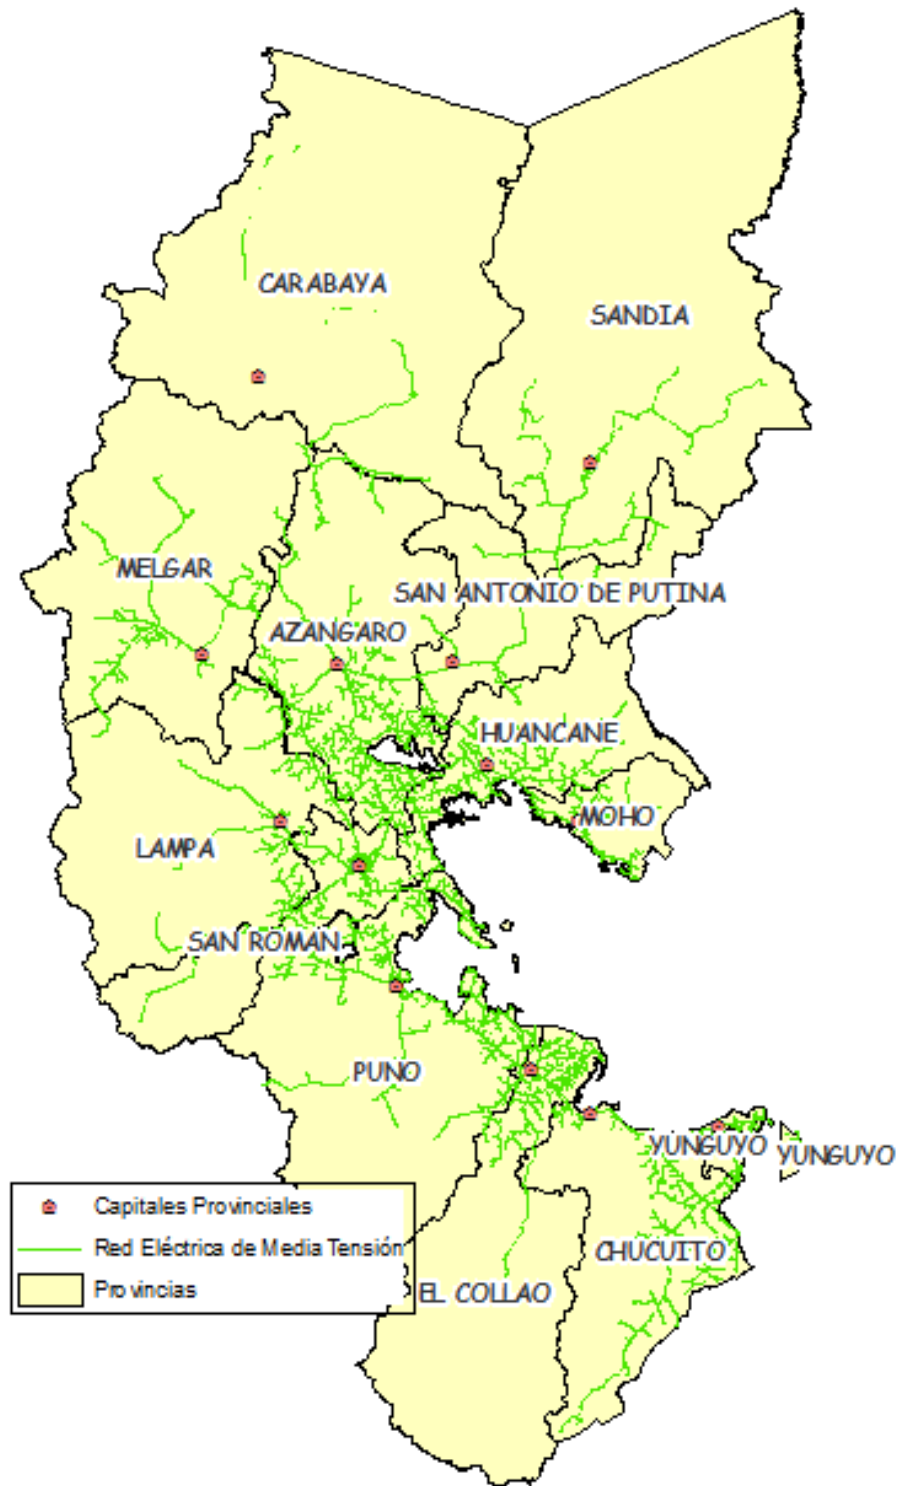 CARABAYA
SANDIA
MELGAR
SAN ANTONIO DE PUTINA
AZANGARO
HUANCANE
MOHO
LAMPA
SAN ROMAN
PUNO
YUNGUYO
YUNGUYO
CHUCUITO
EL COLLAO
Capitales Provinciales
Red Eléctrica de Media Tensión
Provincias